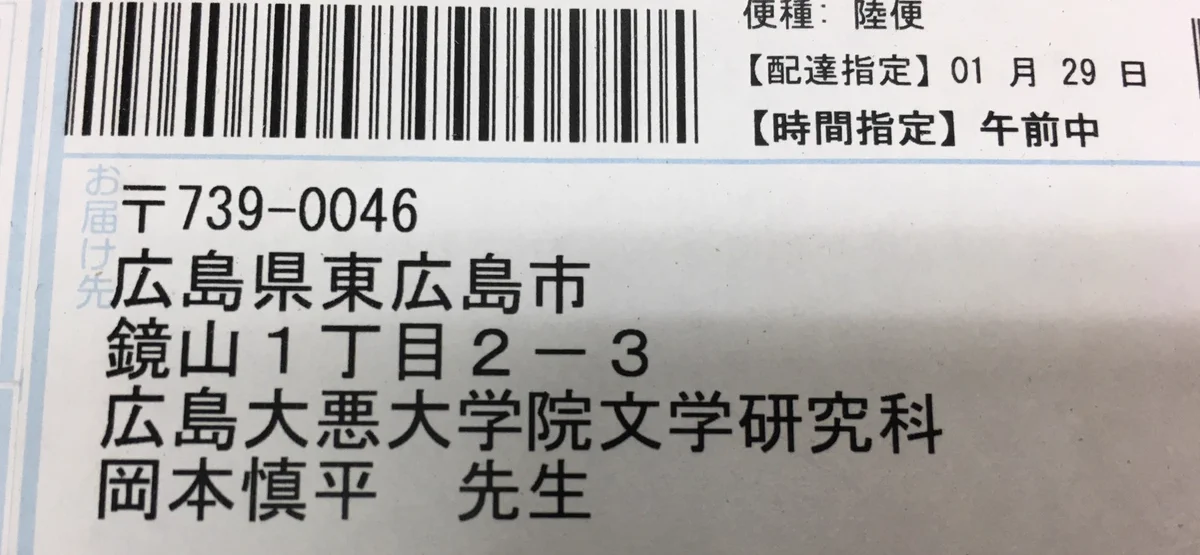 便種: 陸便
【配達指定】01 月 29 日
【時間指定】午前中
お届け先
〒739-0046
広島県東広島市
鏡山1丁目2-3
広島大悪大学院文学研究科
岡本慎平 先生